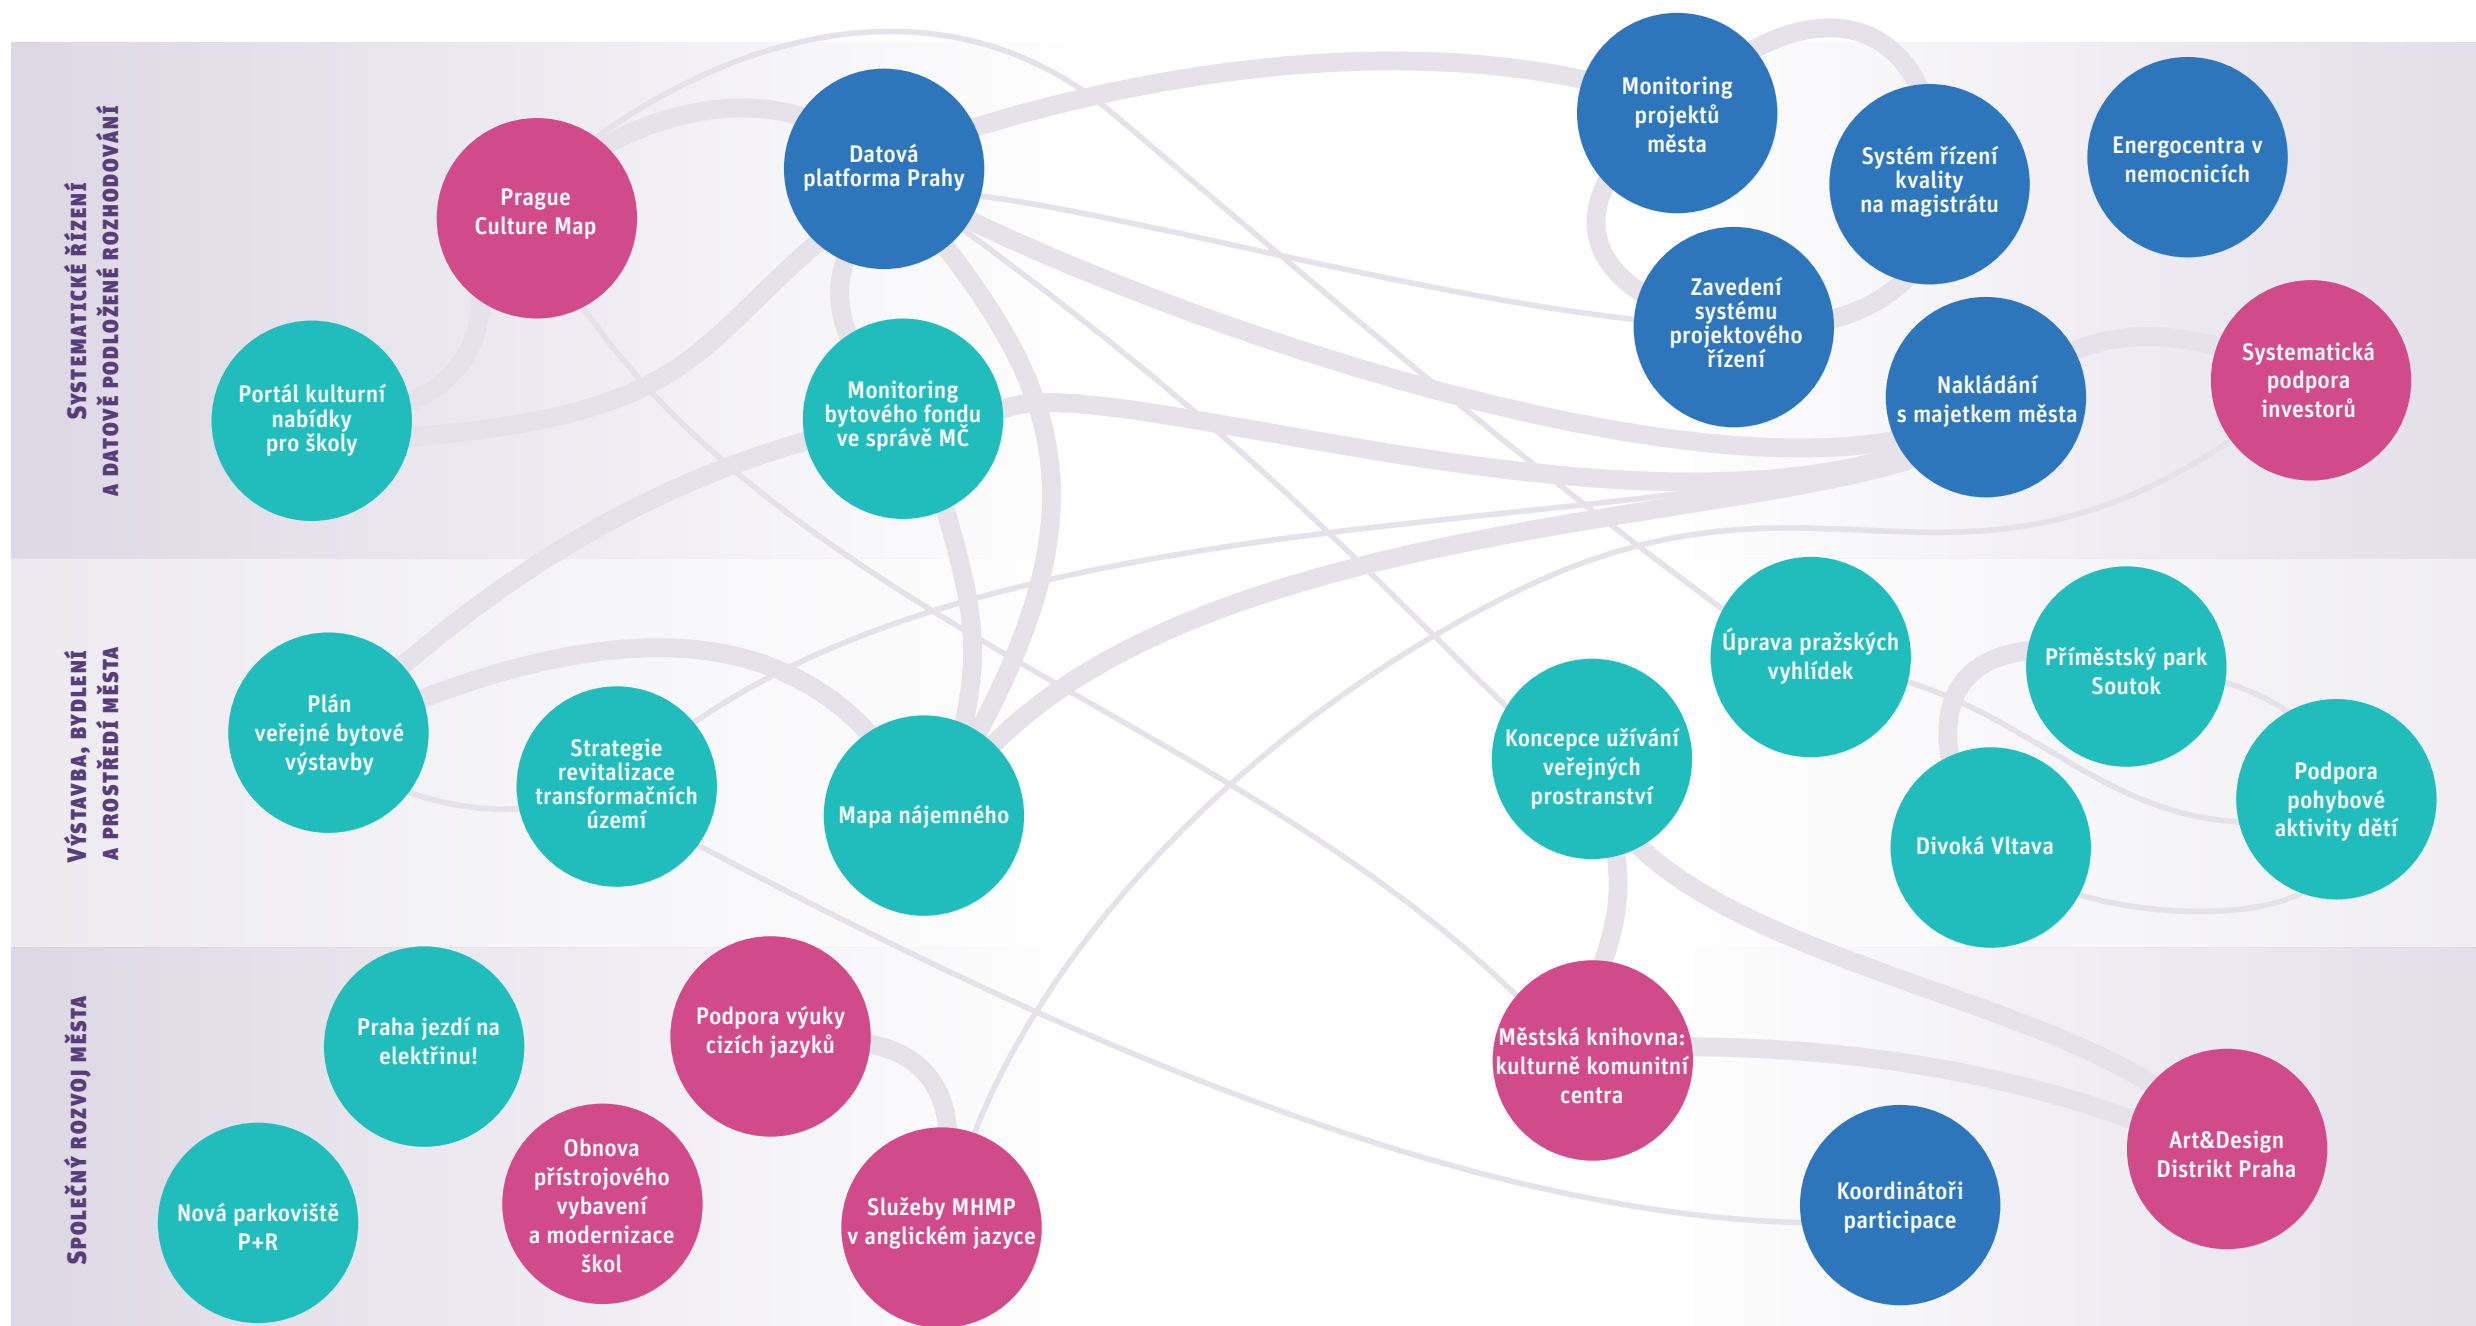 SYSTEMATICKÉ ŘÍZENÍ
A DATOVĚ PODLOŽENÉ ROZHODOVÁNÍ
Prague
Culture Map
Datová
platforma Prahy
Monitoring
projektů
města
Systém řízení
kvality
na magistrátu
Energocentra v
nemocnicích
Portál kulturní
nabídky
pro školy
Monitoring
bytového fondu
ve správě MČ
Zavedení
systému
projektového
řízení
Nakládání
s majetkem města
Systematická
podpora
investorů
VÝSTAVBA, BYDLENÍ
A PROSTŘEDÍ MĚSTA
Plán
veřejné bytové
výstavby
Strategie
revitalizace
transformačních
území
Mapa nájemného
Koncepce užívání
veřejných
prostranství
Úprava pražských
vyhlídek
Příměstský park
Soutok
Divoká Vltava
Podpora
pohybové
aktivity dětí
SPOLEČNÝ ROZVOJ MĚSTA
Praha jezdí na
elektřinu!
Podpora výuky
cizích jazyků
Nová parkoviště
P+R
Obnova
přístrojového
vybavení
a modernizace
škol
Služeby MHMP
v anglickém jazyce
Městská knihovna:
kulturně komunitní
centra
Koordinátoři
participace
Art&Design
Distrikt Praha